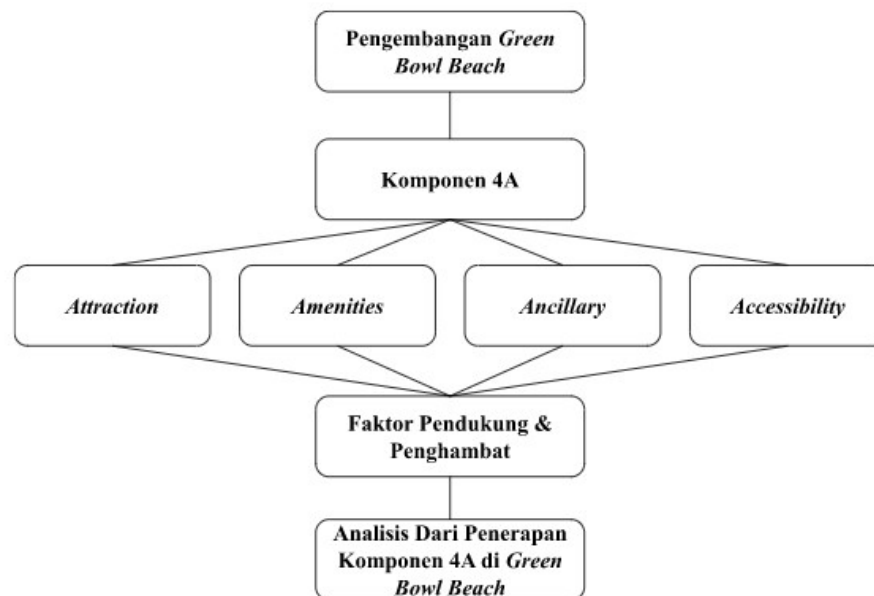 Pengembangan Green
Bowl Beach
Komponen 4A
Attraction
Amenities
Ancillary
Accessibility
Faktor Pendukung &
Penghambat
Analisis Dari Penerapan
Komponen 4A di Green
Bowl Beach